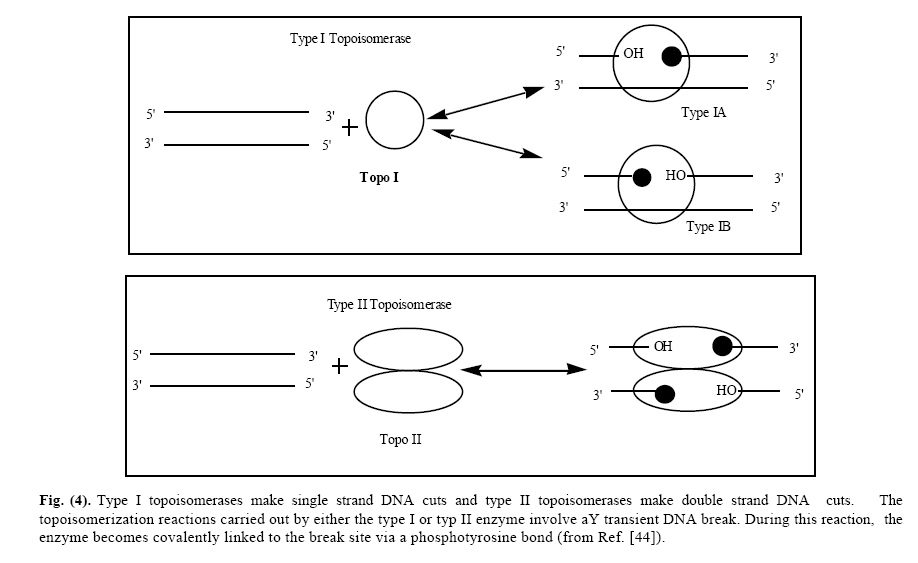 Type I Topoisomerase
5' 3'
3' 5'
+
Topo I
5' OH 3'
3' 5'
Type IA
5' HO 3'
3' 5'
Type IB
Type II Topoisomerase
5' 3'
3' 5'
+
Topo II
5' OH 3'
3' HO 5'
Fig. (4). Type I topoisomerases make single strand DNA cuts and type II topoisomerases make double strand DNA cuts. The
topoisomerization reactions carried out by either the type I or typ II enzyme involve aY transient DNA break. During this reaction, the
enzyme becomes covalently linked to the break site via a phosphotyrosine bond (from Ref. [44]).